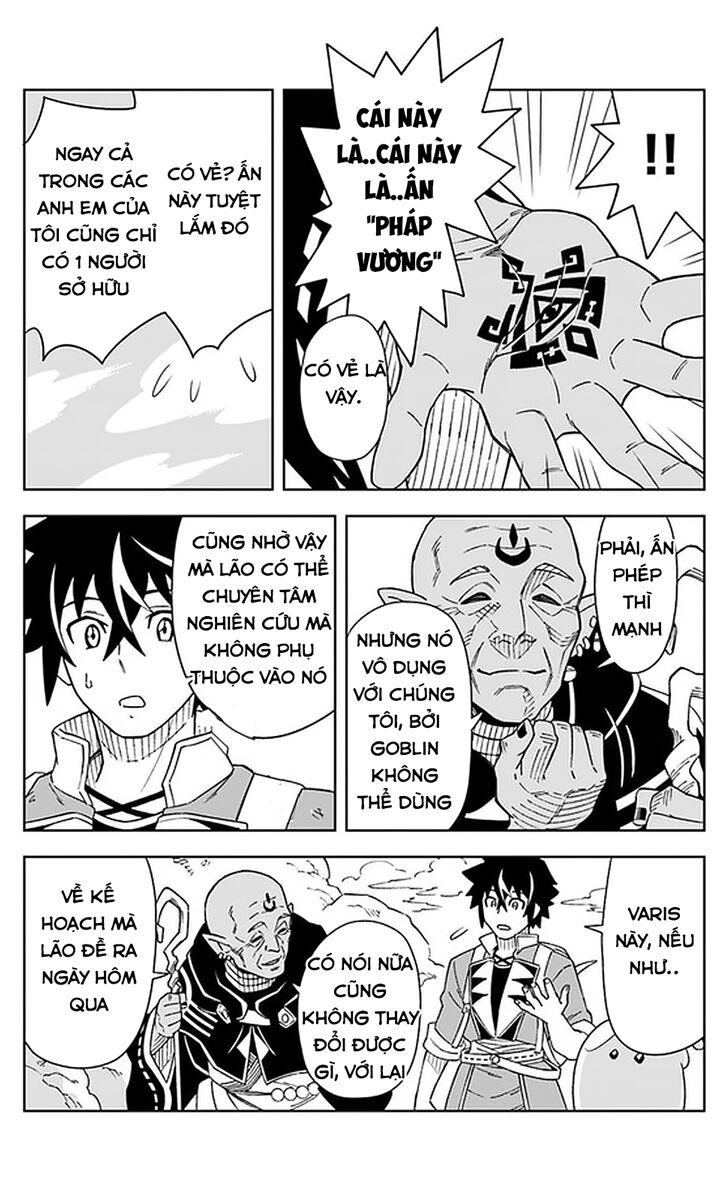 !!
CÁI NÀY
LÀ..CÁI NÀY
LÀ..ẤN
"PHÁP
VƯƠNG"
CÓ VẺ LÀ
VẬY.
CÓ VẺ? ẤN
NÀY TUYỆT
LẮM ĐÓ
NGAY CẢ
TRONG CÁC
ANH EM CỦA
TÔI CŨNG CHỈ
CÓ 1 NGƯỜI
SỞ HỮU
PHẢI, ẤN
PHÉP
THÌ
MẠNH
NHƯNG NÓ
VÔ DỤNG
VỚI CHÚNG
TÔI, BỞI
GOBLIN
KHÔNG
THỂ DÙNG
CŨNG NHỜ VẬY
MÀ LÃO CÓ THỂ
CHUYÊN TÂM
NGHIÊN CỨU MÀ
KHÔNG PHỤ
THUỘC VÀO NÓ
VARIS
NÀY, NẾU
NHƯ..
CÓ NÓI NỮA
CŨNG
KHÔNG THAY
ĐỔI ĐƯỢC
GÌ, VỚI LẠI
VỀ KẾ
HOẠCH MÀ
LÃO ĐỀ RA
NGÀY HÔM
QUA